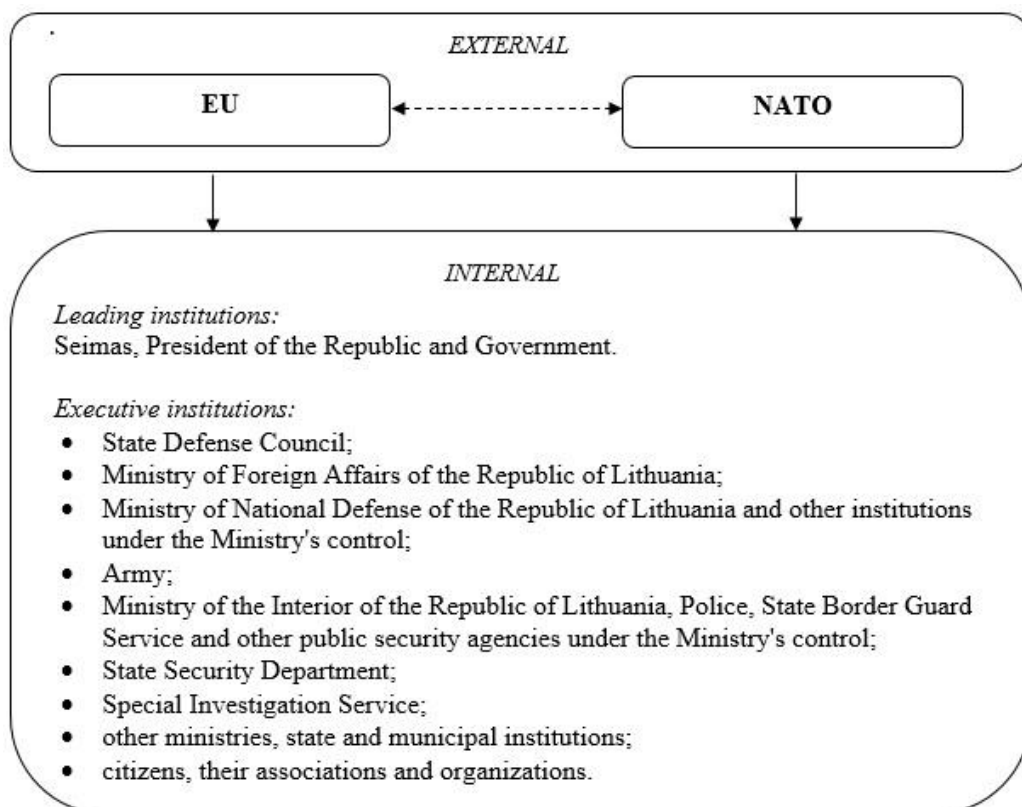 EXTERNAL
EU
NATO
INTERNAL
Leading institutions:
Seimas, President of the Republic and Government.
Executive institutions:
• State Defense Council;
• Ministry of Foreign Affairs of the Republic of Lithuania;
• Ministry of National Defense of the Republic of Lithuania and other institutions
under the Ministry's control;
• Army;
• Ministry of the Interior of the Republic of Lithuania, Police, State Border Guard
Service and other public security agencies under the Ministry's control;
• State Security Department;
• Special Investigation Service;
• other ministries, state and municipal institutions;
• citizens, their associations and organizations.